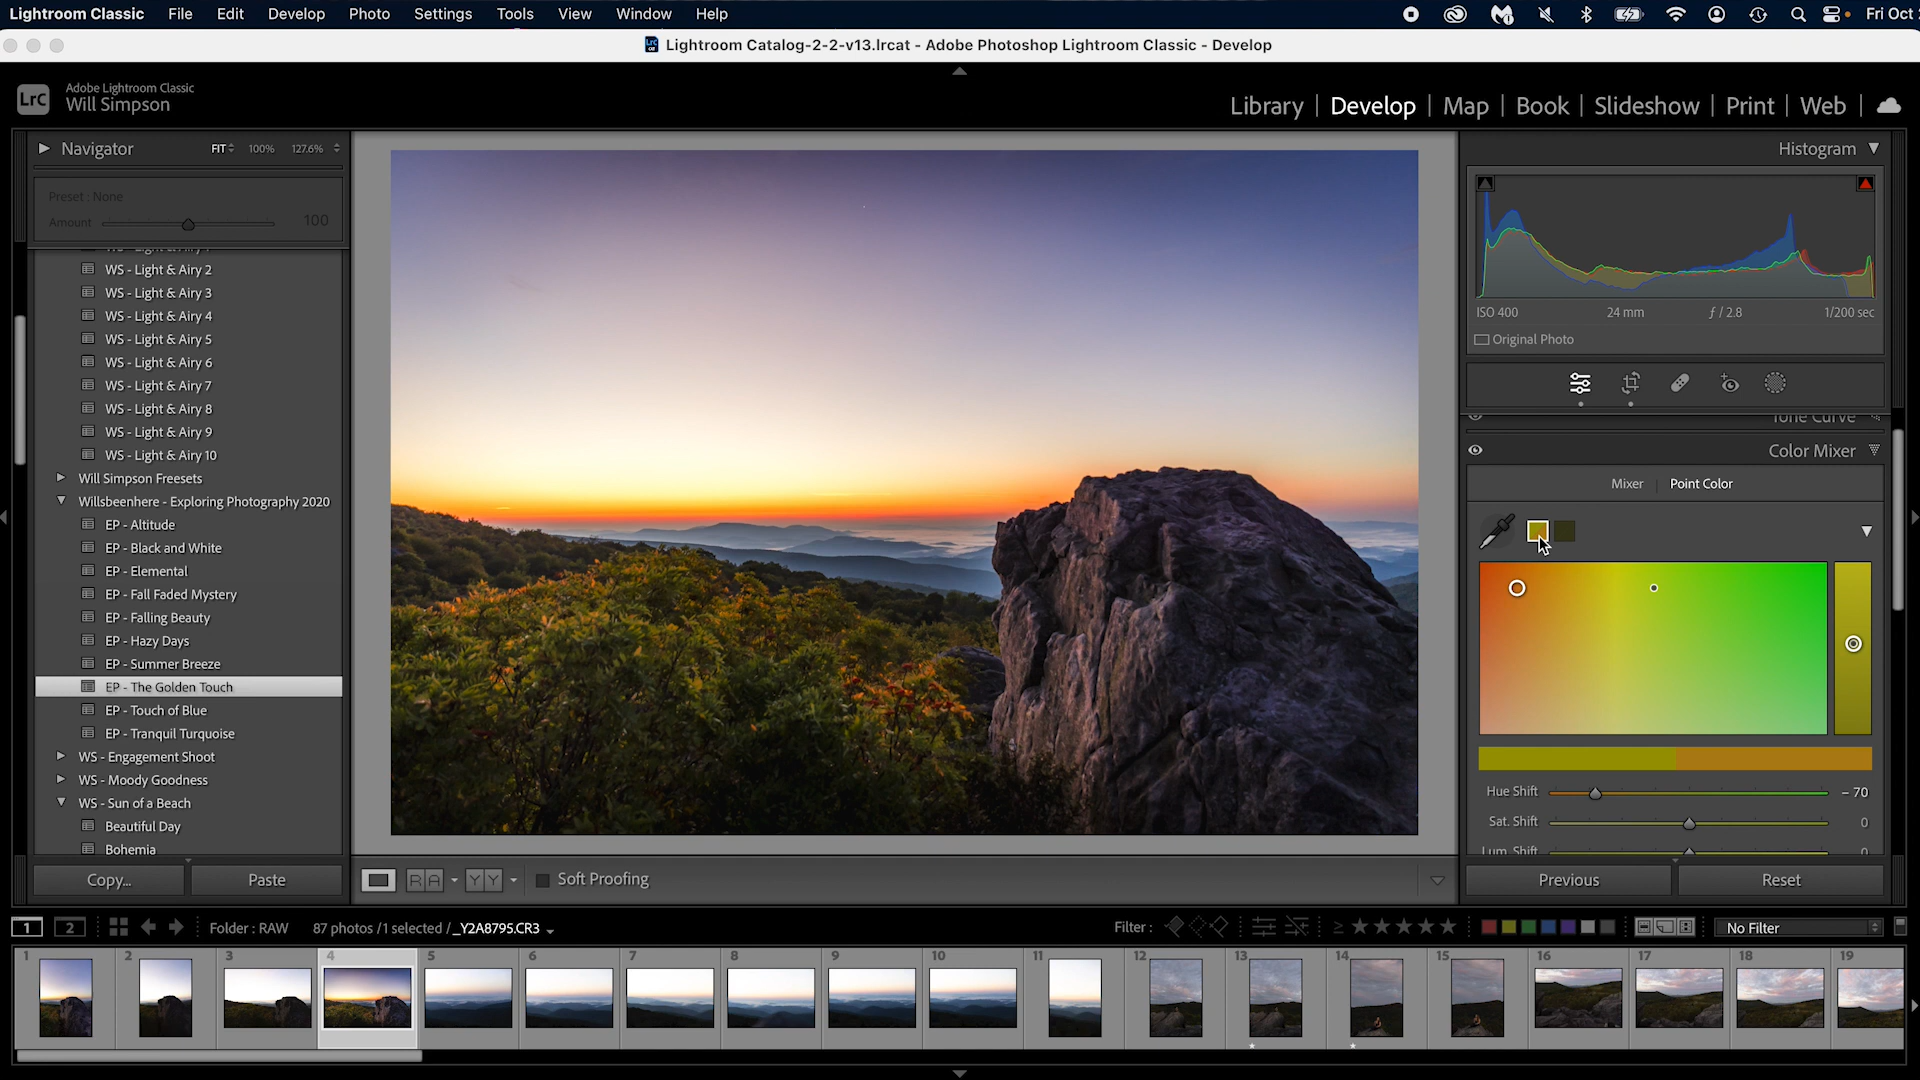 Lightroom Classic File Edit Develop Photo Settings Tools View Window Help Fri Oct
Lightroom Catalog-2-2-v13.lrcat - Adobe Photoshop Lightroom Classic - Develop
LrC
Adobe Lightroom Classic
Will Simpson
Library | Develop | Map | Book | Slideshow | Print | Web
Navigator FIT 100% 127.6%
Preset : None
Amount 100
WS - Light & Airy 2
WS - Light & Airy 3
WS - Light & Airy 4
WS - Light & Airy 5
WS - Light & Airy 6
WS - Light & Airy 7
WS - Light & Airy 8
WS - Light & Airy 9
WS - Light & Airy 10
Will Simpson Freesets
Willsbeenhere - Exploring Photography 2020
EP - Altitude
EP - Black and White
EP - Elemental
EP - Fall Faded Mystery
EP - Falling Beauty
EP - Hazy Days
EP - Summer Breeze
EP - The Golden Touch
EP - Touch of Blue
EP - Tranquil Turquoise
WS - Engagement Shoot
WS - Moody Goodness
WS - Sun of a Beach
Beautiful Day
Bohemia
Copy... Paste
Soft Proofing
Histogram
ISO 400 24 mm ƒ / 2.8 1/200 sec
Original Photo
Tone Curve
Color Mixer
Mixer | Point Color
Hue Shift - 70
Sat. Shift 0
Lum. Shift 0
Previous Reset
1 2 Folder : RAW 87 photos / 1 selected / _Y2A8795.CR3 Filter : No Filter
1 2 3 4 5 6 7 8 9 10 11 12 13 14 15 16 17 18 19